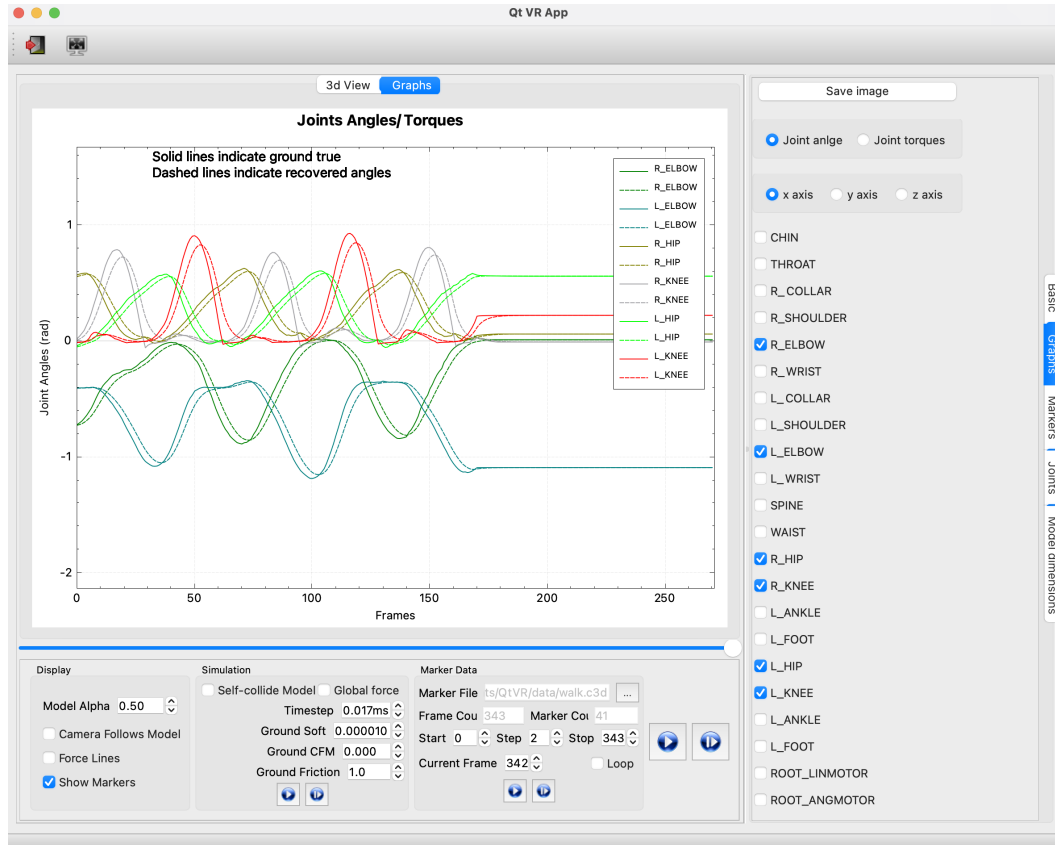 Qt VR App
3d View
Graphs
Joints Angles/Torques
Solid lines indicate ground true
Dashed lines indicate recovered angles
R_ELBOW
R_ELBOW
L_ELBOW
L_ELBOW
R_HIP
R_HIP
R_KNEE
R_KNEE
L_HIP
L_HIP
L_KNEE
L_KNEE
1
0
-1
-2
Joint Angles (rad)
0 50 100 150 200 250
Frames
Display
Model Alpha 0.50
Camera Follows Model
Force Lines
Show Markers
Simulation
Self-collide Model Global force
Timestep 0.017ms
Ground Soft 0.000010
Ground CFM 0.000
Ground Friction 1.0
Marker Data
Marker File ts/QtVR/data/walk.c3d ...
Frame Cou 343 Marker Cou 41
Start 0 Step 2 Stop 343
Current Frame 342 Loop
Save image
Joint anlge Joint torques
x axis y axis z axis
CHIN
THROAT
R_COLLAR
R_SHOULDER
R_ELBOW
R_WRIST
L_COLLAR
L_SHOULDER
L_ELBOW
L_WRIST
SPINE
WAIST
R_HIP
R_KNEE
L_ANKLE
L_FOOT
L_HIP
L_KNEE
L_ANKLE
L_FOOT
ROOT_LINMOTOR
ROOT_ANGMOTOR
Basic
Graphs
Markers
Joints
Model dimensions